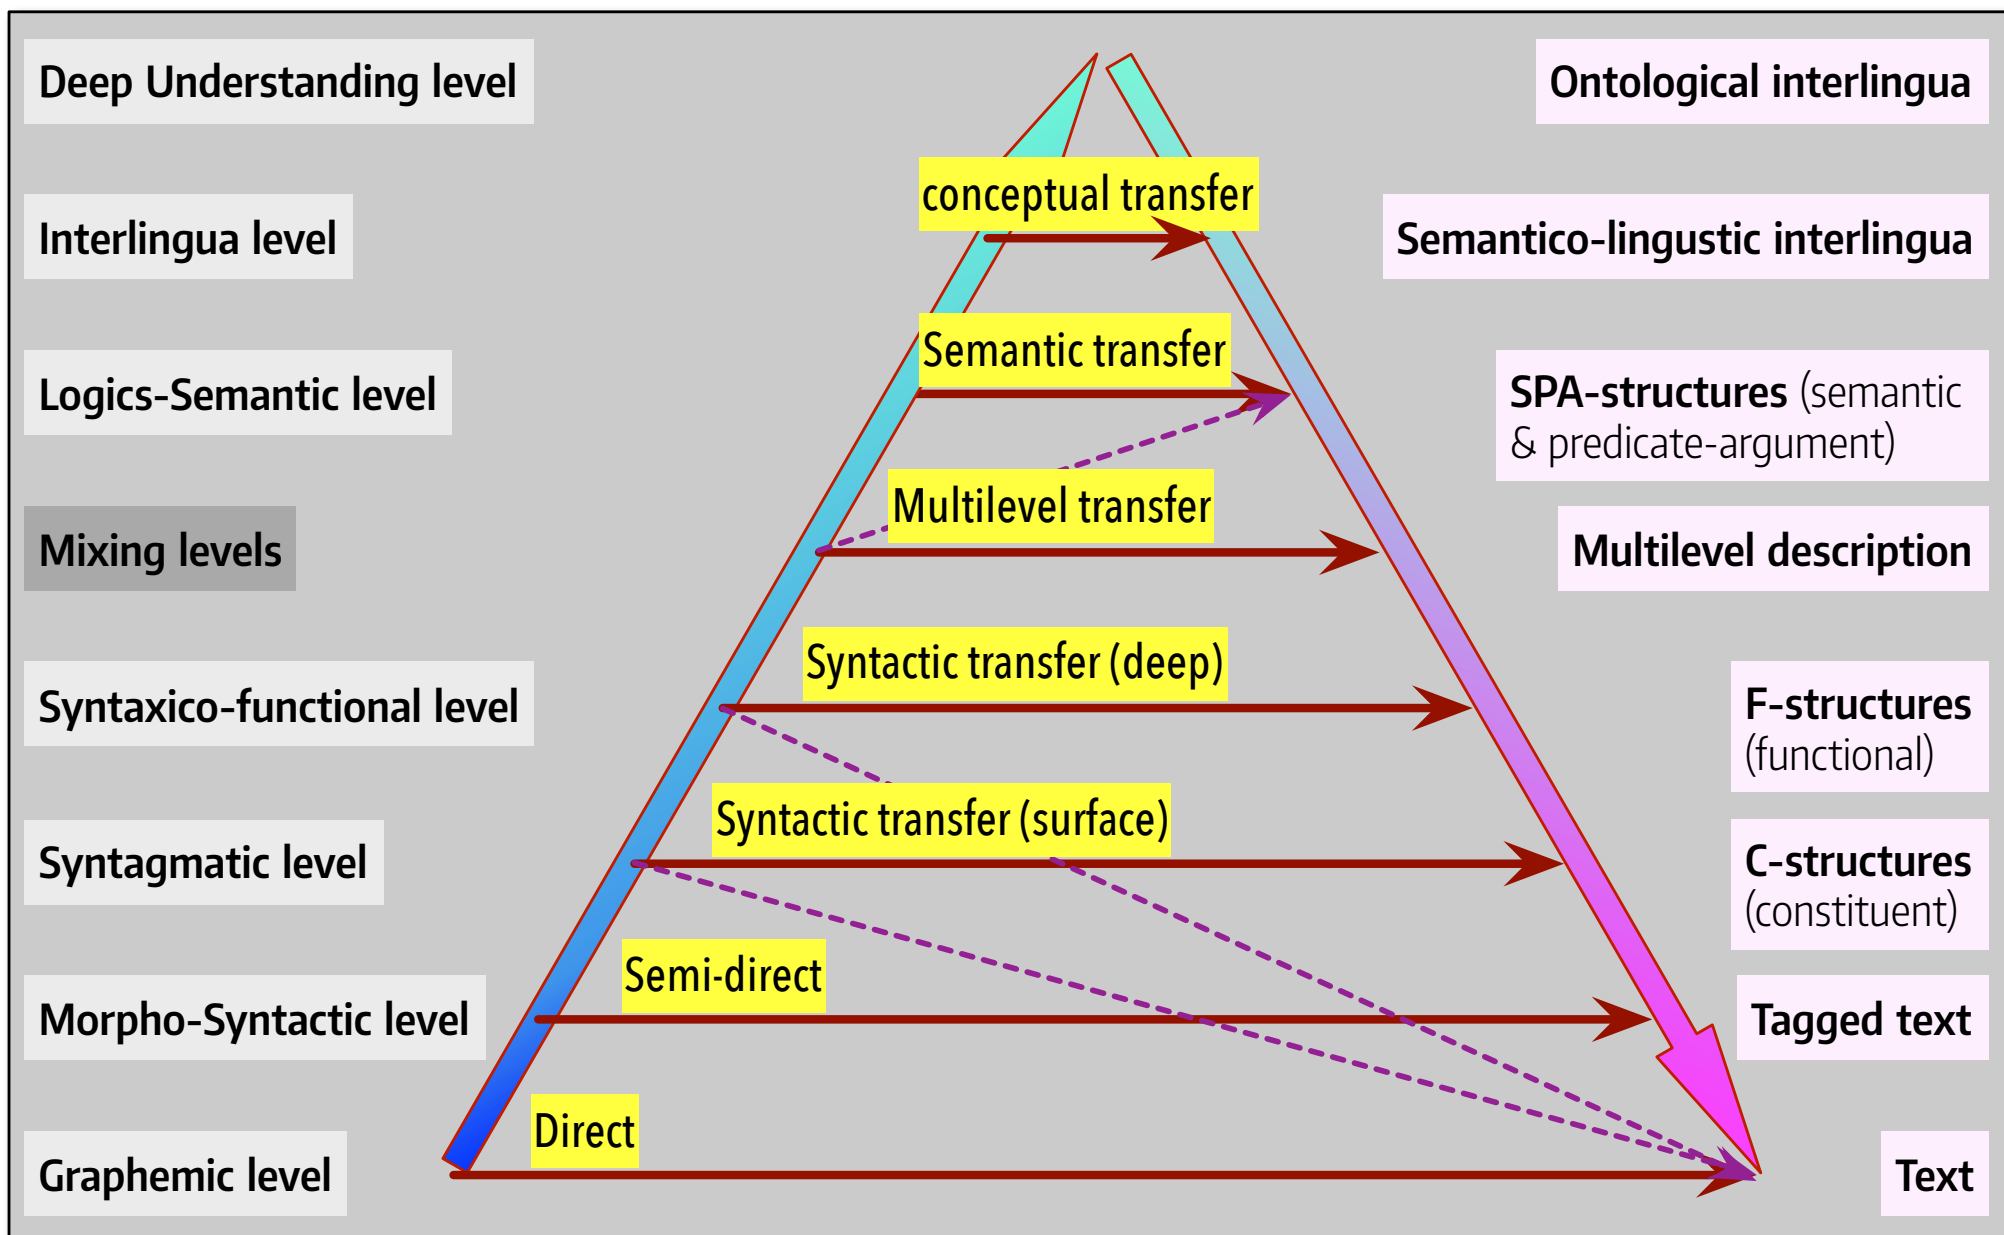 Deep Understanding level
Ontological interlingua
conceptual transfer
Interlingua level
Semantico-lingustic interlingua
Semantic transfer
Logics-Semantic level
SPA-structures (semantic
& predicate-argument)
Multilevel transfer
Mixing levels
Multilevel description
Syntactic transfer (deep)
Syntaxico-functional level
F-structures
(functional)
Syntactic transfer (surface)
Syntagmatic level
C-structures
(constituent)
Semi-direct
Morpho-Syntactic level
Tagged text
Direct
Graphemic level
Text